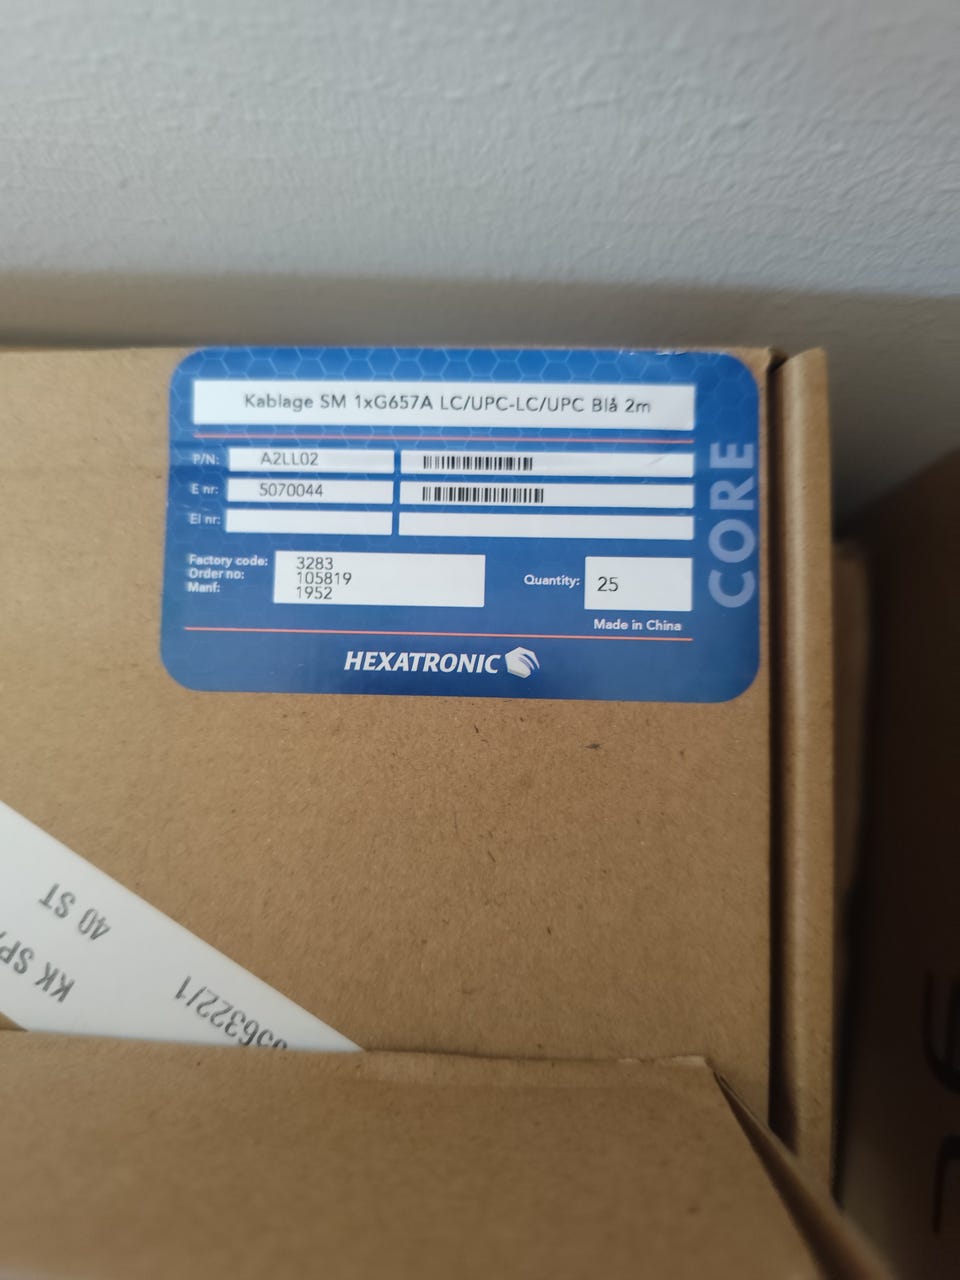 Kablage SM 1xG657A LC/UPC-LC/UPC Blå 2m
P/N: A2LL02
E nr: 5070044
El nr:
Factory code: 3283
Order no: 105819
Manf: 1952
Quantity: 25
Made in China
HEXATRONIC
CORE
40 ST
KK